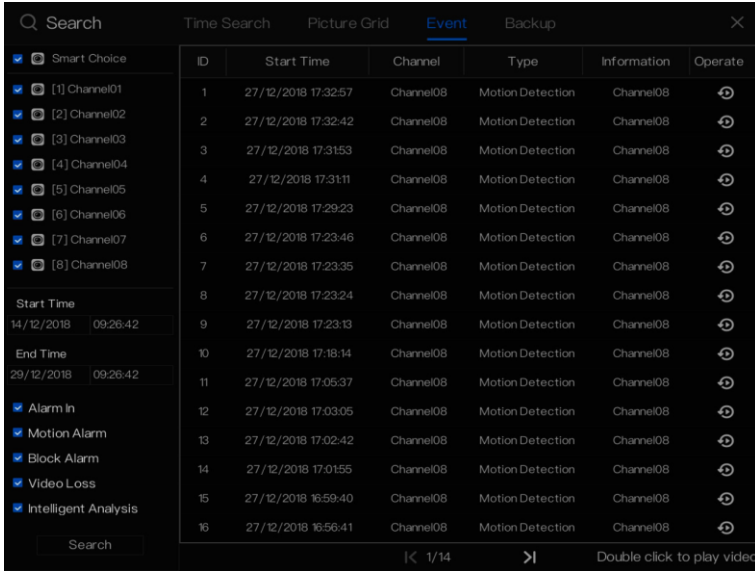 Search Time Search Picture Grid Event Backup
Smart Choice
[1] Channel01
[2] Channel02
[3] Channel03
[4] Channel04
[5] Channel05
[6] Channel06
[7] Channel07
[8] Channel08
Start Time
14/12/2018 09:26:42
End Time
29/12/2018 09:26:42
Alarm In
Motion Alarm
Block Alarm
Video Loss
Intelligent Analysis
Search
ID Start Time Channel Type Information Operate
1 27/12/2018 17:32:57 Channel08 Motion Detection Channel08
2 27/12/2018 17:32:42 Channel08 Motion Detection Channel08
3 27/12/2018 17:31:53 Channel08 Motion Detection Channel08
4 27/12/2018 17:31:11 Channel08 Motion Detection Channel08
5 27/12/2018 17:29:23 Channel08 Motion Detection Channel08
6 27/12/2018 17:23:46 Channel08 Motion Detection Channel08
7 27/12/2018 17:23:35 Channel08 Motion Detection Channel08
8 27/12/2018 17:23:24 Channel08 Motion Detection Channel08
9 27/12/2018 17:23:13 Channel08 Motion Detection Channel08
10 27/12/2018 17:18:14 Channel08 Motion Detection Channel08
11 27/12/2018 17:05:37 Channel08 Motion Detection Channel08
12 27/12/2018 17:03:05 Channel08 Motion Detection Channel08
13 27/12/2018 17:02:42 Channel08 Motion Detection Channel08
14 27/12/2018 17:01:55 Channel08 Motion Detection Channel08
15 27/12/2018 16:59:40 Channel08 Motion Detection Channel08
16 27/12/2018 16:56:41 Channel08 Motion Detection Channel08
1/14 Double click to play video